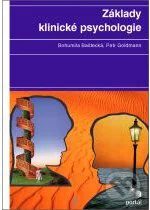 Základy
klinické psychologie
Bohumila Baštecká, Petr Goldmann
portál